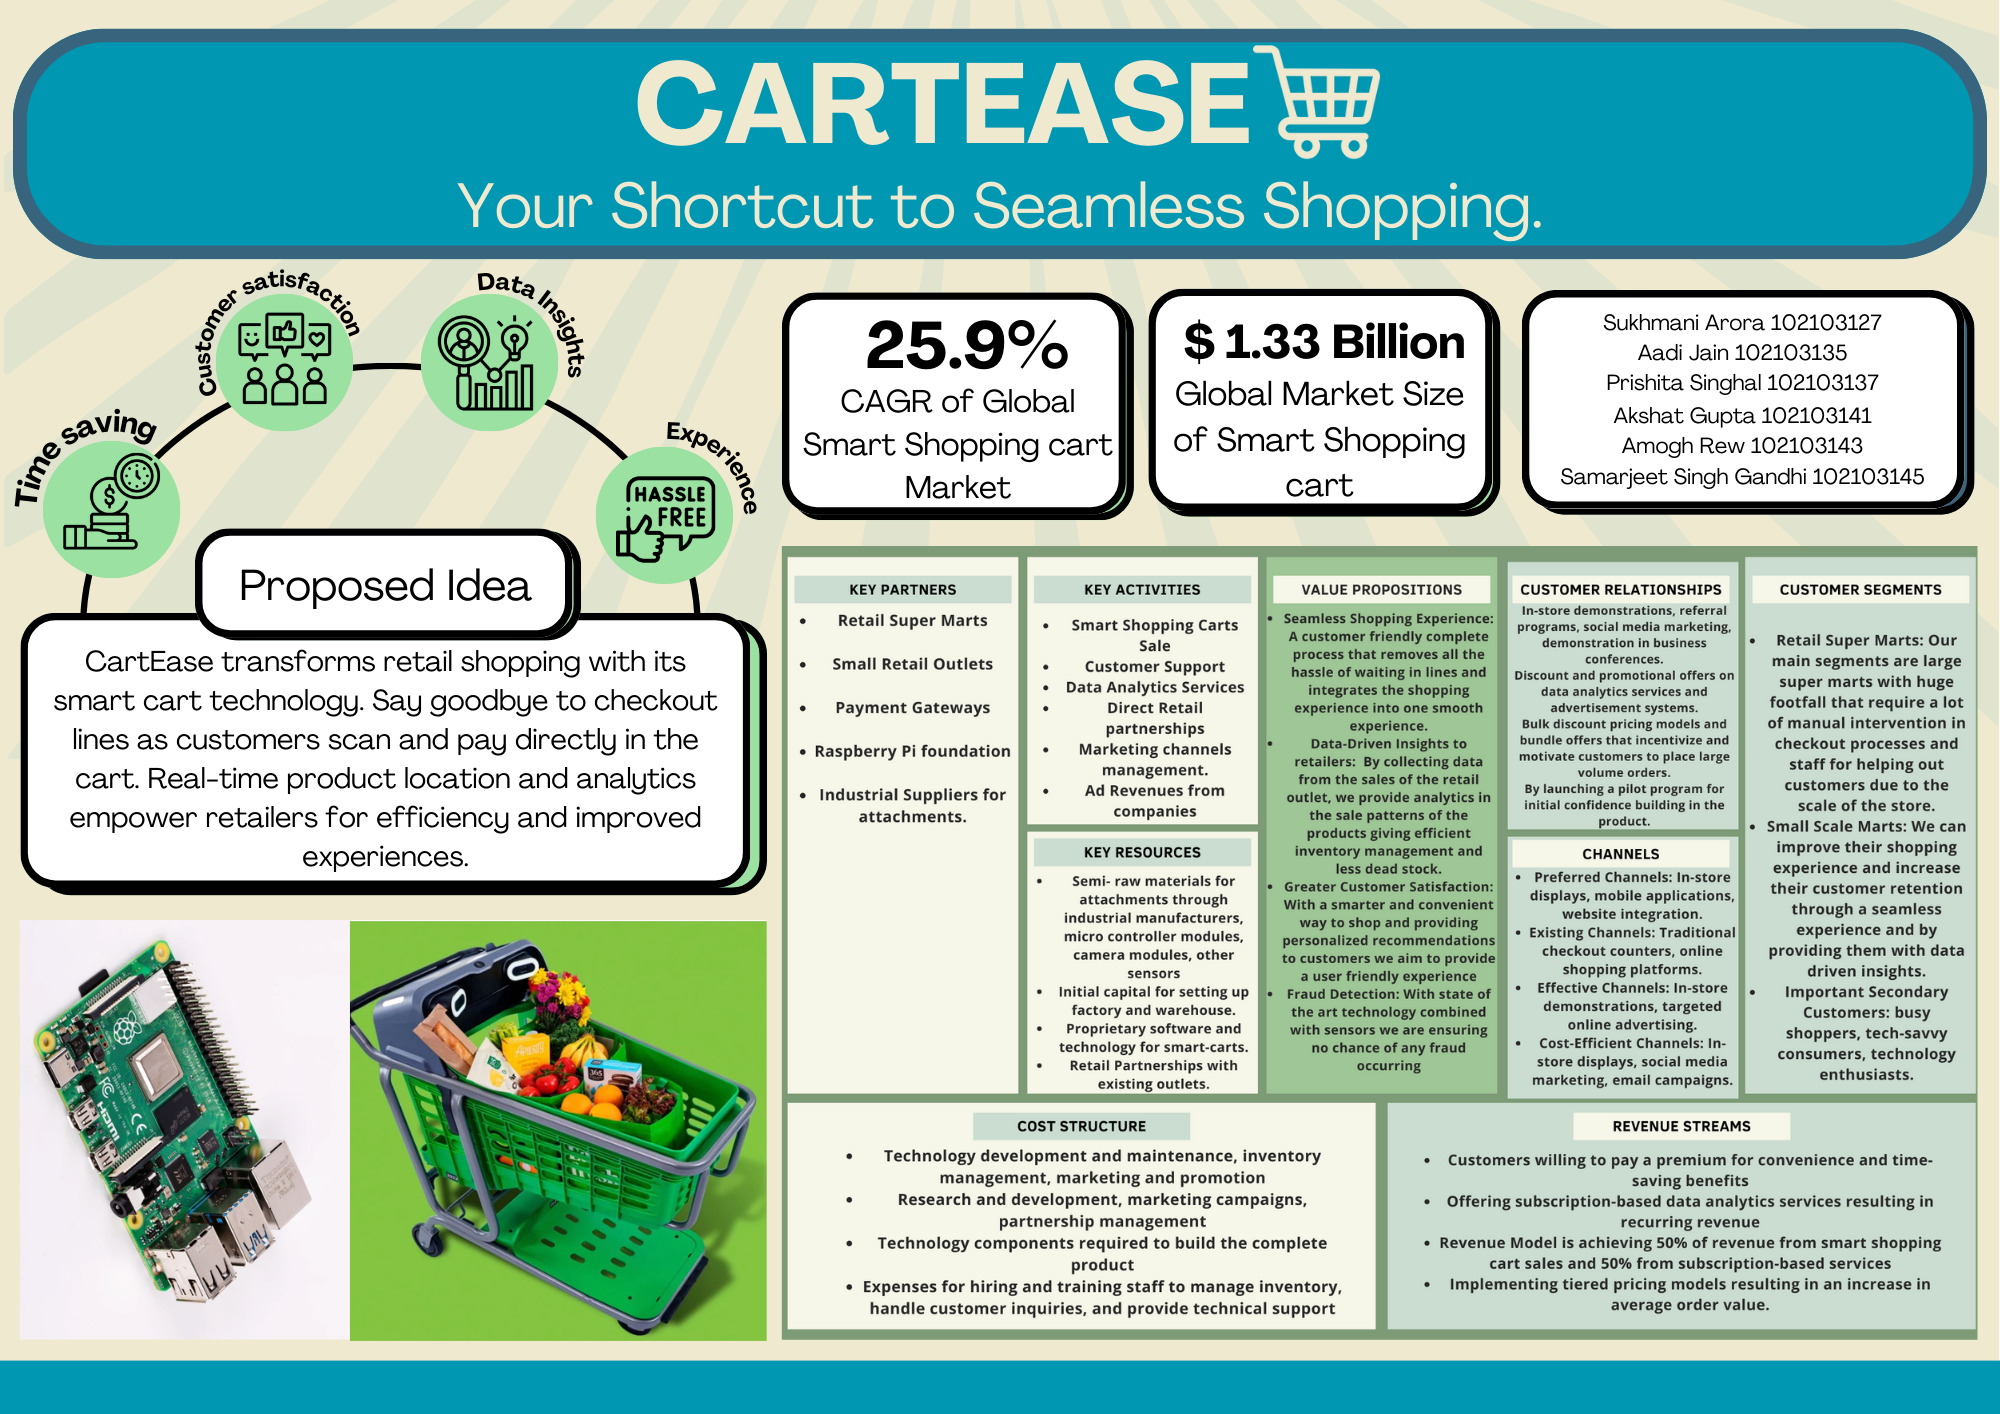 CARTEASE
Your Shortcut to Seamless Shopping.
Time saving
Customer satisfaction
Data Insights
Experience
HASSLE
FREE
Proposed Idea
CartEase transforms retail shopping with its
smart cart technology. Say goodbye to checkout
lines as customers scan and pay directly in the
cart. Real-time product location and analytics
empower retailers for efficiency and improved
experiences.
25.9%
CAGR of Global
Smart Shopping cart
Market
$ 1.33 Billion
Global Market Size
of Smart Shopping
cart
Sukhmani Arora 102103127
Aadi Jain 102103135
Prishita Singhal 102103137
Akshat Gupta 102103141
Amogh Rew 102103143
Samarjeet Singh Gandhi 102103145
KEY PARTNERS
• Retail Super Marts
• Small Retail Outlets
• Payment Gateways
• Raspberry Pi foundation
• Industrial Suppliers for
attachments.
KEY ACTIVITIES
• Smart Shopping Carts
Sale
• Customer Support
• Data Analytics Services
• Direct Retail
partnerships
• Marketing channels
management.
• Ad Revenues from
companies
KEY RESOURCES
• Semi- raw materials for
attachments through
industrial manufacturers,
micro controller modules,
camera modules, other
sensors
• Initial capital for setting up
factory and warehouse.
• Proprietary software and
technology for smart-carts.
• Retail Partnerships with
existing outlets.
VALUE PROPOSITIONS
• Seamless Shopping Experience:
A customer friendly complete
process that removes all the
hassle of waiting in lines and
integrates the shopping
experience into one smooth
experience.
• Data-Driven Insights to
retailers: By collecting data
from the sales of the retail
outlet, we provide analytics in
the sale patterns of the
products giving efficient
inventory management and
less dead stock.
• Greater Customer Satisfaction:
With a smarter and convenient
way to shop and providing
personalized recommendations
to customers we aim to provide
a user friendly experience
• Fraud Detection: With state of
the art technology combined
with sensors we are ensuring
no chance of any fraud
occurring
CUSTOMER RELATIONSHIPS
In-store demonstrations, referral
programs, social media marketing,
demonstration in business
conferences.
Discount and promotional offers on
data analytics services and
advertisement systems.
Bulk discount pricing models and
bundle offers that incentivize and
motivate customers to place large
volume orders.
By launching a pilot program for
initial confidence building in the
product.
CHANNELS
• Preferred Channels: In-store
displays, mobile applications,
website integration.
• Existing Channels: Traditional
checkout counters, online
shopping platforms.
• Effective Channels: In-store
demonstrations, targeted
online advertising.
• Cost-Efficient Channels: In-
store displays, social media
marketing, email campaigns.
CUSTOMER SEGMENTS
• Retail Super Marts: Our
main segments are large
super marts with huge
footfall that require a lot
of manual intervention in
checkout processes and
staff for helping out
customers due to the
scale of the store.
• Small Scale Marts: We can
improve their shopping
experience and increase
their customer retention
through a seamless
experience and by
providing them with data
driven insights.
• Important Secondary
Customers: busy
shoppers, tech-savvy
consumers, technology
enthusiasts.
COST STRUCTURE
• Technology development and maintenance, inventory
management, marketing and promotion
• Research and development, marketing campaigns,
partnership management
• Technology components required to build the complete
product
• Expenses for hiring and training staff to manage inventory,
handle customer inquiries, and provide technical support
REVENUE STREAMS
• Customers willing to pay a premium for convenience and time-
saving benefits
• Offering subscription-based data analytics services resulting in
recurring revenue
• Revenue Model is achieving 50% of revenue from smart shopping
cart sales and 50% from subscription-based services
• Implementing tiered pricing models resulting in an increase in
average order value.
HDMI
365